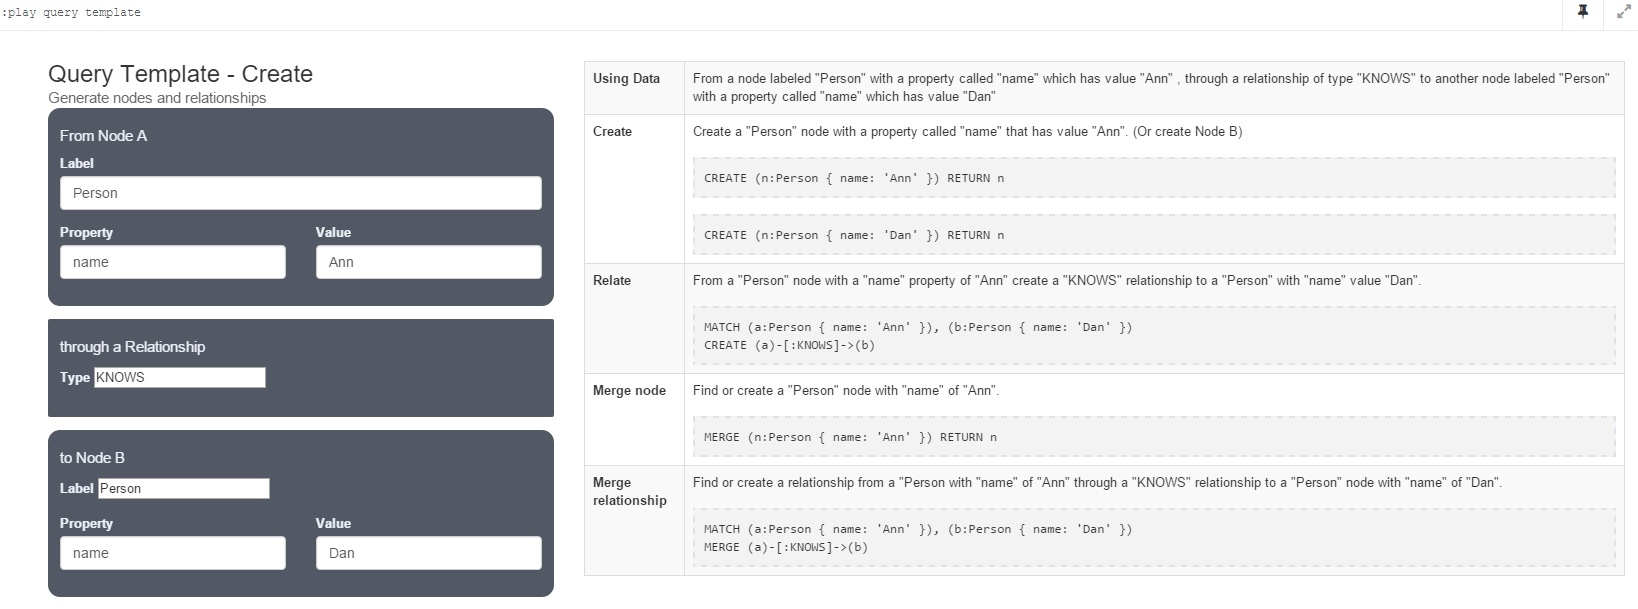 :play query template
Query Template - Create
Generate nodes and relationships
From Node A
Label
Person
Property Value
name Ann
through a Relationship
Type KNOWS
to Node B
Label Person
Property Value
name Dan
Using Data From a node labeled "Person" with a property called "name" which has value "Ann" , through a relationship of type "KNOWS" to another node labeled "Person"
with a property called "name" which has value "Dan"
Create Create a "Person" node with a property called "name" that has value "Ann". (Or create Node B)
CREATE (n:Person { name: 'Ann' }) RETURN n
CREATE (n:Person { name: 'Dan' }) RETURN n
Relate From a "Person" node with a "name" property of "Ann" create a "KNOWS" relationship to a "Person" with "name" value "Dan".
MATCH (a:Person { name: 'Ann' }), (b:Person { name: 'Dan' })
CREATE (a)-[:KNOWS]->(b)
Merge node Find or create a "Person" node with "name" of "Ann".
MERGE (n:Person { name: 'Ann' }) RETURN n
Merge Find or create a relationship from a "Person with "name" of "Ann" through a "KNOWS" relationship to a "Person" node with "name" of "Dan".
relationship
MATCH (a:Person { name: 'Ann' }), (b:Person { name: 'Dan' })
MERGE (a)-[:KNOWS]->(b)